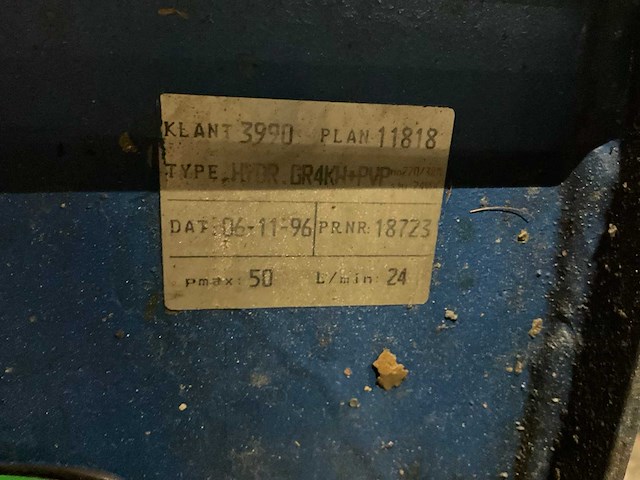 KLANT 3990 PLAN 11818
TYPE HYDR. GR4KW+PVP
DAT 06-11-96 PRNR 18723
pmax: 50 L/min 24